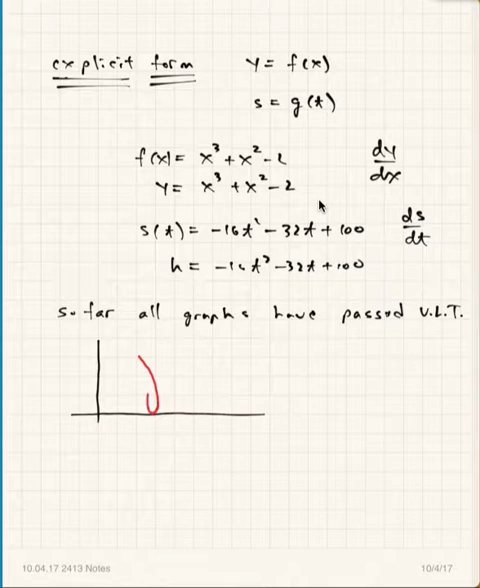 explicit form y = f(x)
s = g(t)
f(x) = x³ + x² - 2
dy/dx
y = x³ + x² - 2
s(t) = -16t² - 32t + 100
ds/dt
h = -16t² - 32t + 100
so far all graphs have passed V.L.T.
10.04.17 2413 Notes 10/4/17